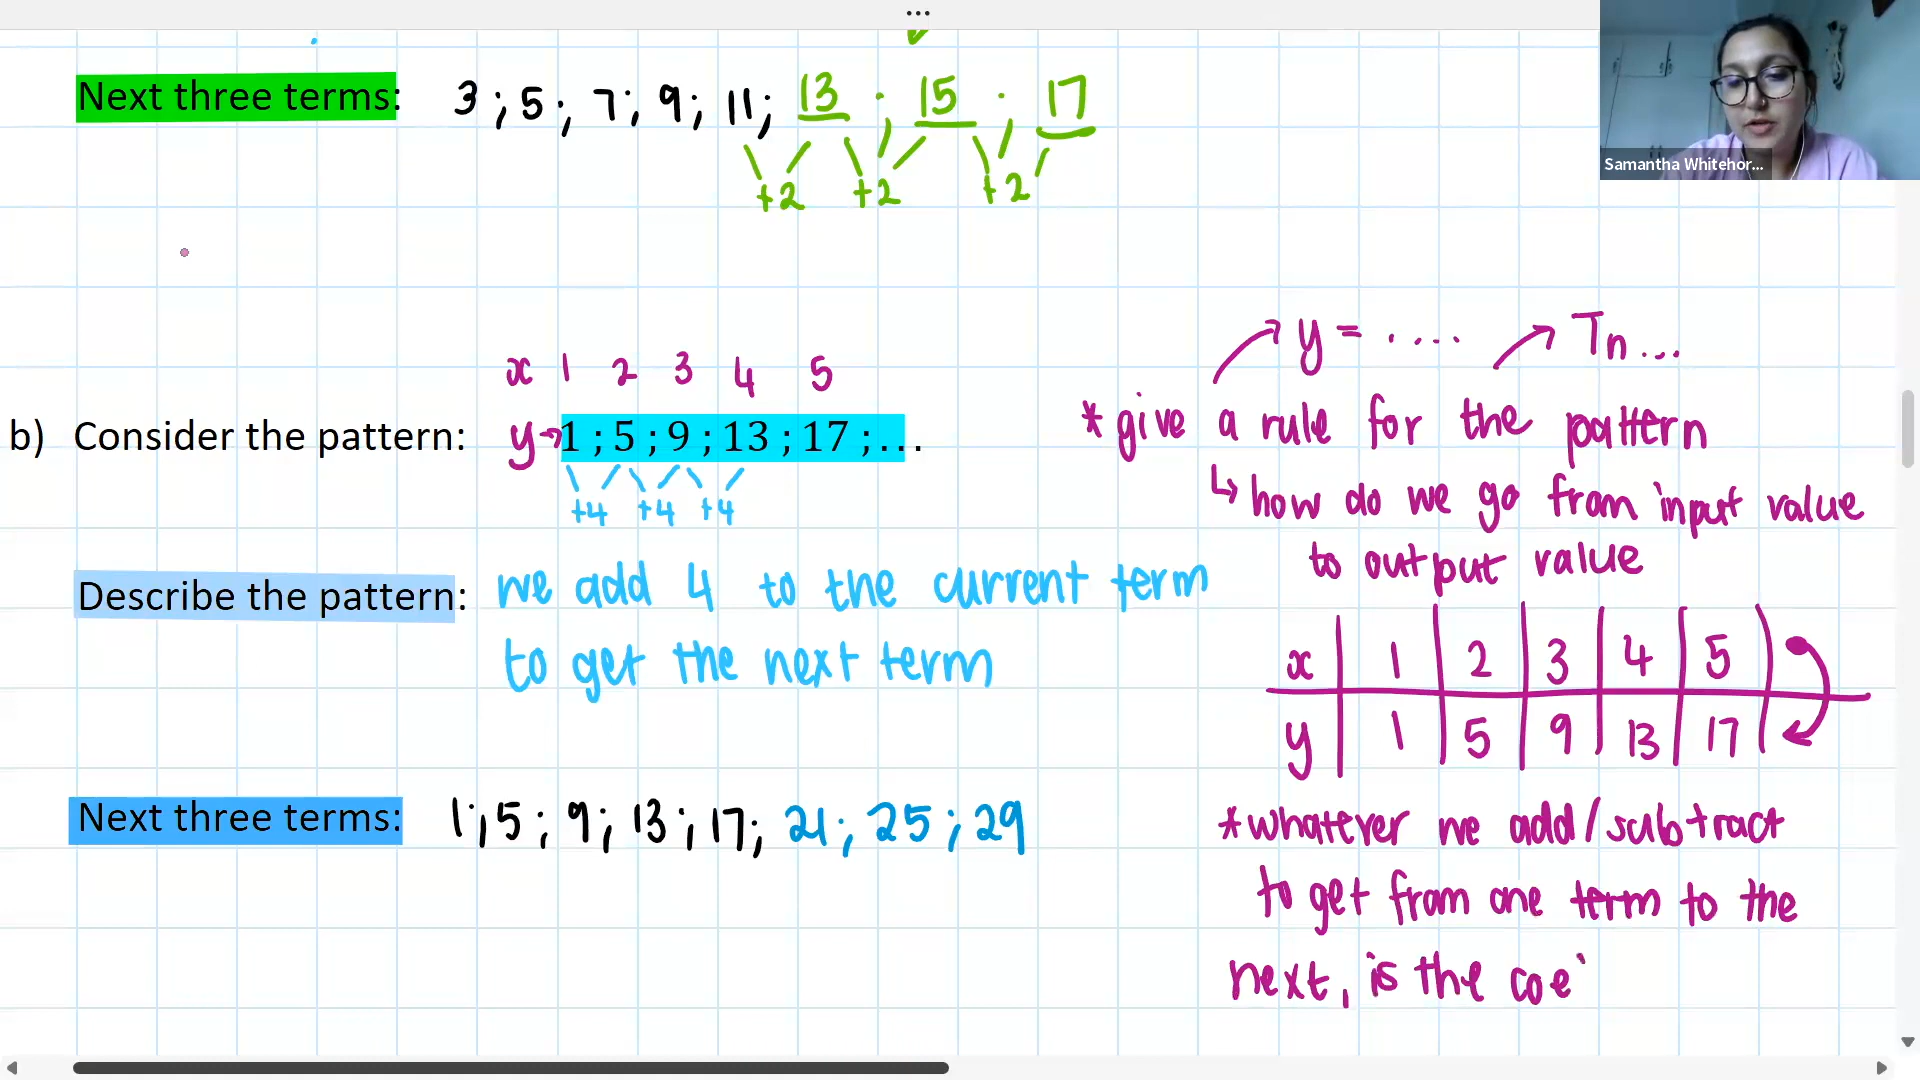 ...
Next three terms: 3 ; 5 ; 7 ; 9 ; 11 ; 13 ; 15 ; 17
+2 +2 +2
Samantha Whitehor...
x 1 2 3 4 5
b) Consider the pattern: y→ 1 ; 5 ; 9 ; 13 ; 17 ; ...
+4 +4 +4
Describe the pattern: we add 4 to the current term
to get the next term
Next three terms: 1 ; 5 ; 9 ; 13 ; 17 ; 21 ; 25 ; 29
y = .... Tn...
* give a rule for the pattern
↳ how do we go from input value
to output value
x 1 2 3 4 5
y 1 5 9 13 17
* whatever we add/subtract
to get from one term to the
next, is the coe